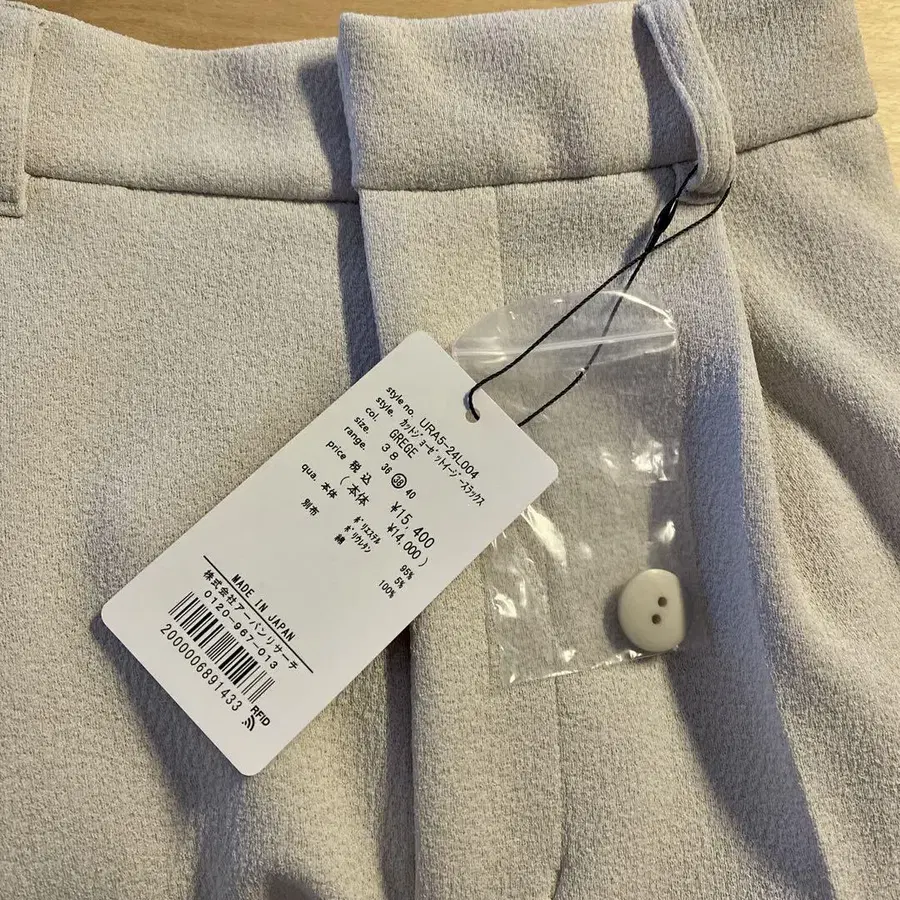 style no. URA5-24L004
style. カットジョーゼットイージースラックス
col. GREGE
size. 38
range. 36 38 40
price 税込 ¥15,400
(本体 ¥14,000)
qua. 本体 ポリエステル 95%
ポリウレタン 5%
別布 綿 100%
MADE IN JAPAN
株式会社アーバンリサーチ
0120-967-013
2000006891433
RFID